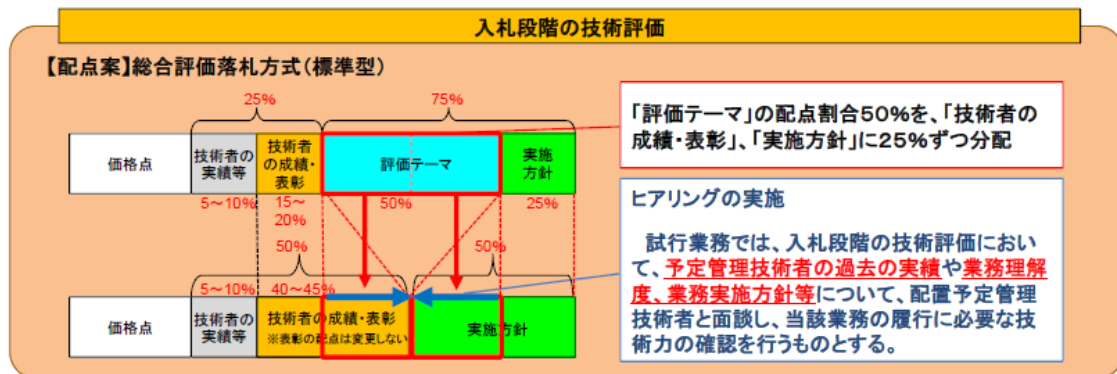 入札段階の技術評価
【配点案】総合評価落札方式(標準型)
25%
75%
価格点
技術者の
実績等
技術者
の成績・
表彰
評価テーマ
実施
方針
5~10%
15~
20%
50%
25%
50%
50%
5~10%
40~45%
価格点
技術者の
実績等
技術者の成績・表彰
※表彰の配点は変更しない
実施方針
「評価テーマ」の配点割合50%を、「技術者の
成績・表彰」、「実施方針」に25%ずつ分配
ヒアリングの実施
試行業務では、入札段階の技術評価におい
て、予定管理技術者の過去の実績や業務理解
度、業務実施方針等について、配置予定管理
技術者と面談し、当該業務の履行に必要な技
術力の確認を行うものとする。